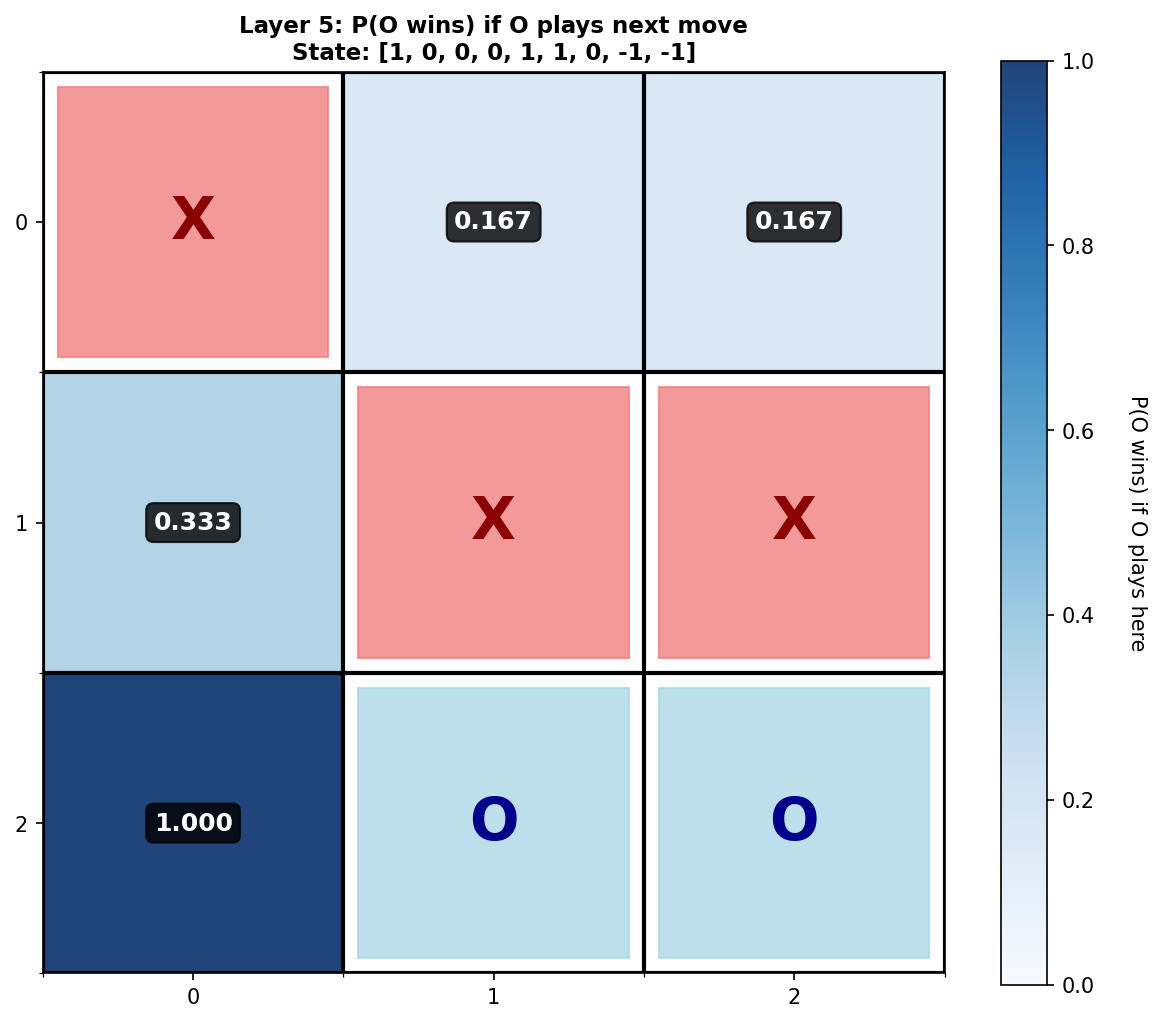 Layer 5: P(O wins) if O plays next move
State: [1, 0, 0, 0, 1, 1, 0, -1, -1]
0
X
0.167
0.167
1
0.333
X
X
2
1.000
O
O
0
1
2
1.0
0.8
0.6
0.4
0.2
0.0
P(O wins) if O plays here